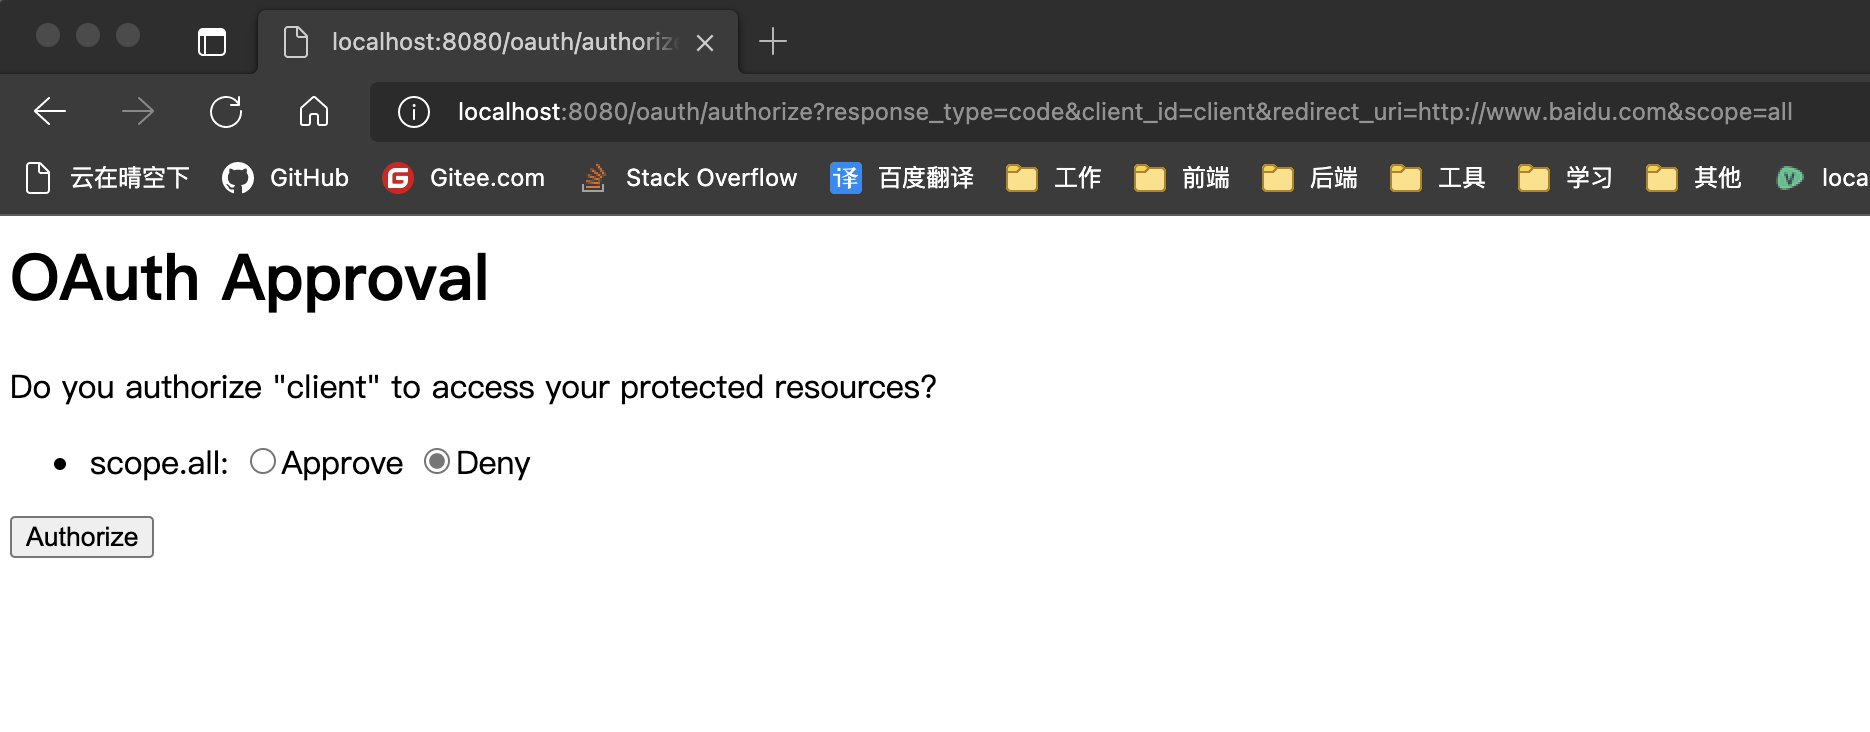 localhost:8080/oauth/authoriz
localhost:8080/oauth/authorize?response_type=code&client_id=client&redirect_uri=http://www.baidu.com&scope=all
云在晴空下 GitHub Gitee.com Stack Overflow 译 百度翻译 工作 前端 后端 工具 学习 其他 loca
OAuth Approval
Do you authorize "client" to access your protected resources?
• scope.all: Approve Deny
Authorize